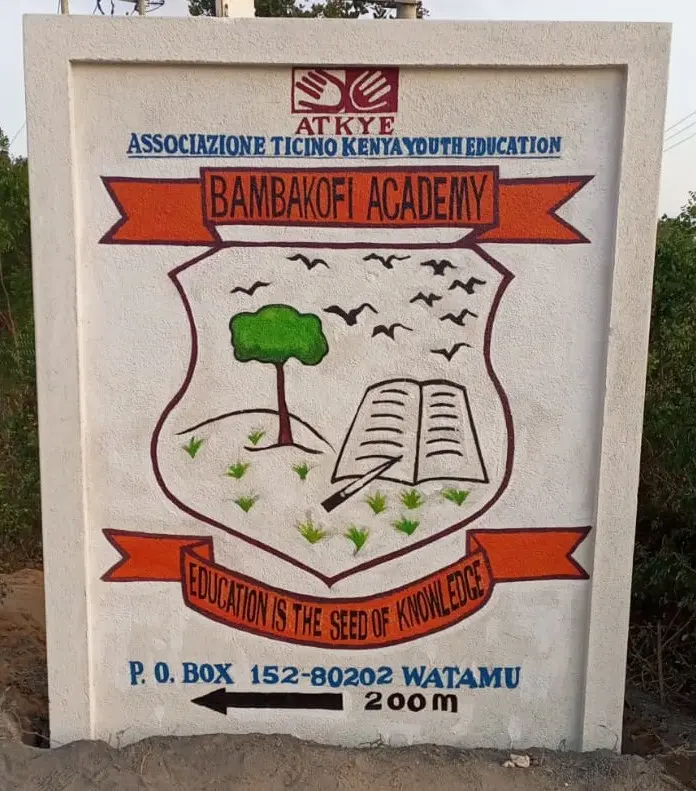 ATKYE
ASSOCIAZIONE TICINO KENYA YOUTH EDUCATION
BAMBAKOFI ACADEMY
EDUCATION IS THE SEED OF KNOWLEDGE
P. O. BOX 152-80202 WATAMU
200M